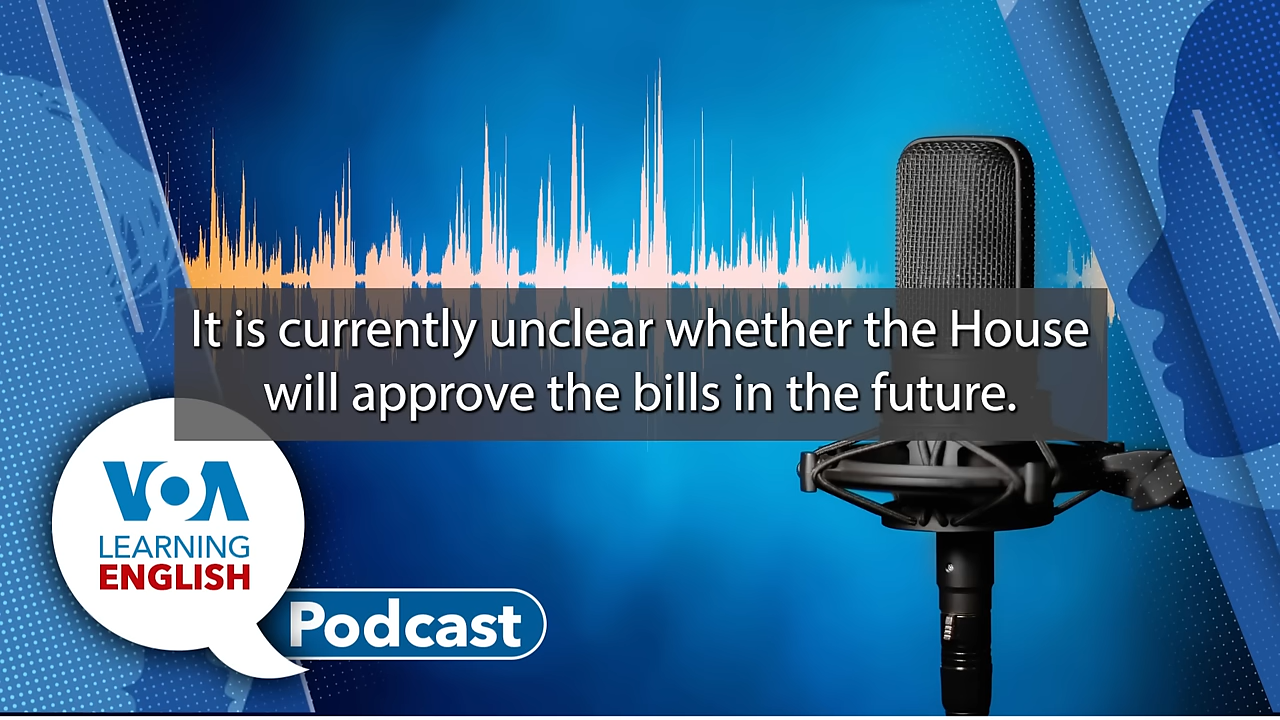 It is currently unclear whether the House
will approve the bills in the future.
VOA
LEARNING
ENGLISH
Podcast